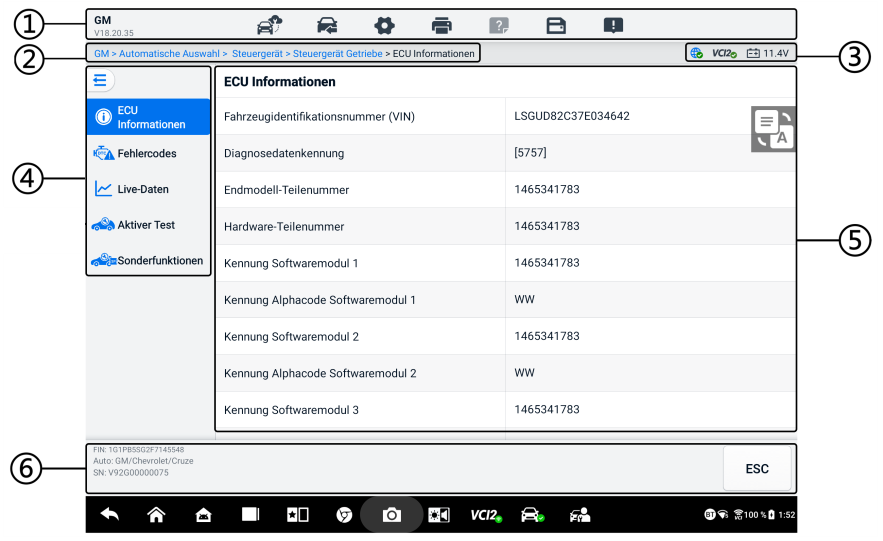 ①
GM
V18.20.35
②
GM > Automatische Auswahl > Steuergerät > Steuergerät Getriebe > ECU Informationen
VCI2
11.4V
③
④
ECU Informationen
Fehlercodes
Live-Daten
Aktiver Test
Sonderfunktionen
ECU Informationen
Fahrzeugidentifikationsnummer (VIN) LSGUD82C37E034642
Diagnosedatenkennung [5757]
Endmodell-Teilenummer 1465341783
Hardware-Teilenummer 1465341783
Kennung Softwaremodul 1 1465341783
Kennung Alphacode Softwaremodul 1 WW
Kennung Softwaremodul 2 1465341783
Kennung Alphacode Softwaremodul 2 WW
Kennung Softwaremodul 3 1465341783
A
⑤
⑥
FIN: 1G1PB5SG2F7145548
Auto: GM/Chevrolet/Cruze
SN: V92G00000075
ESC
VCI2
BT
100 %
1:52